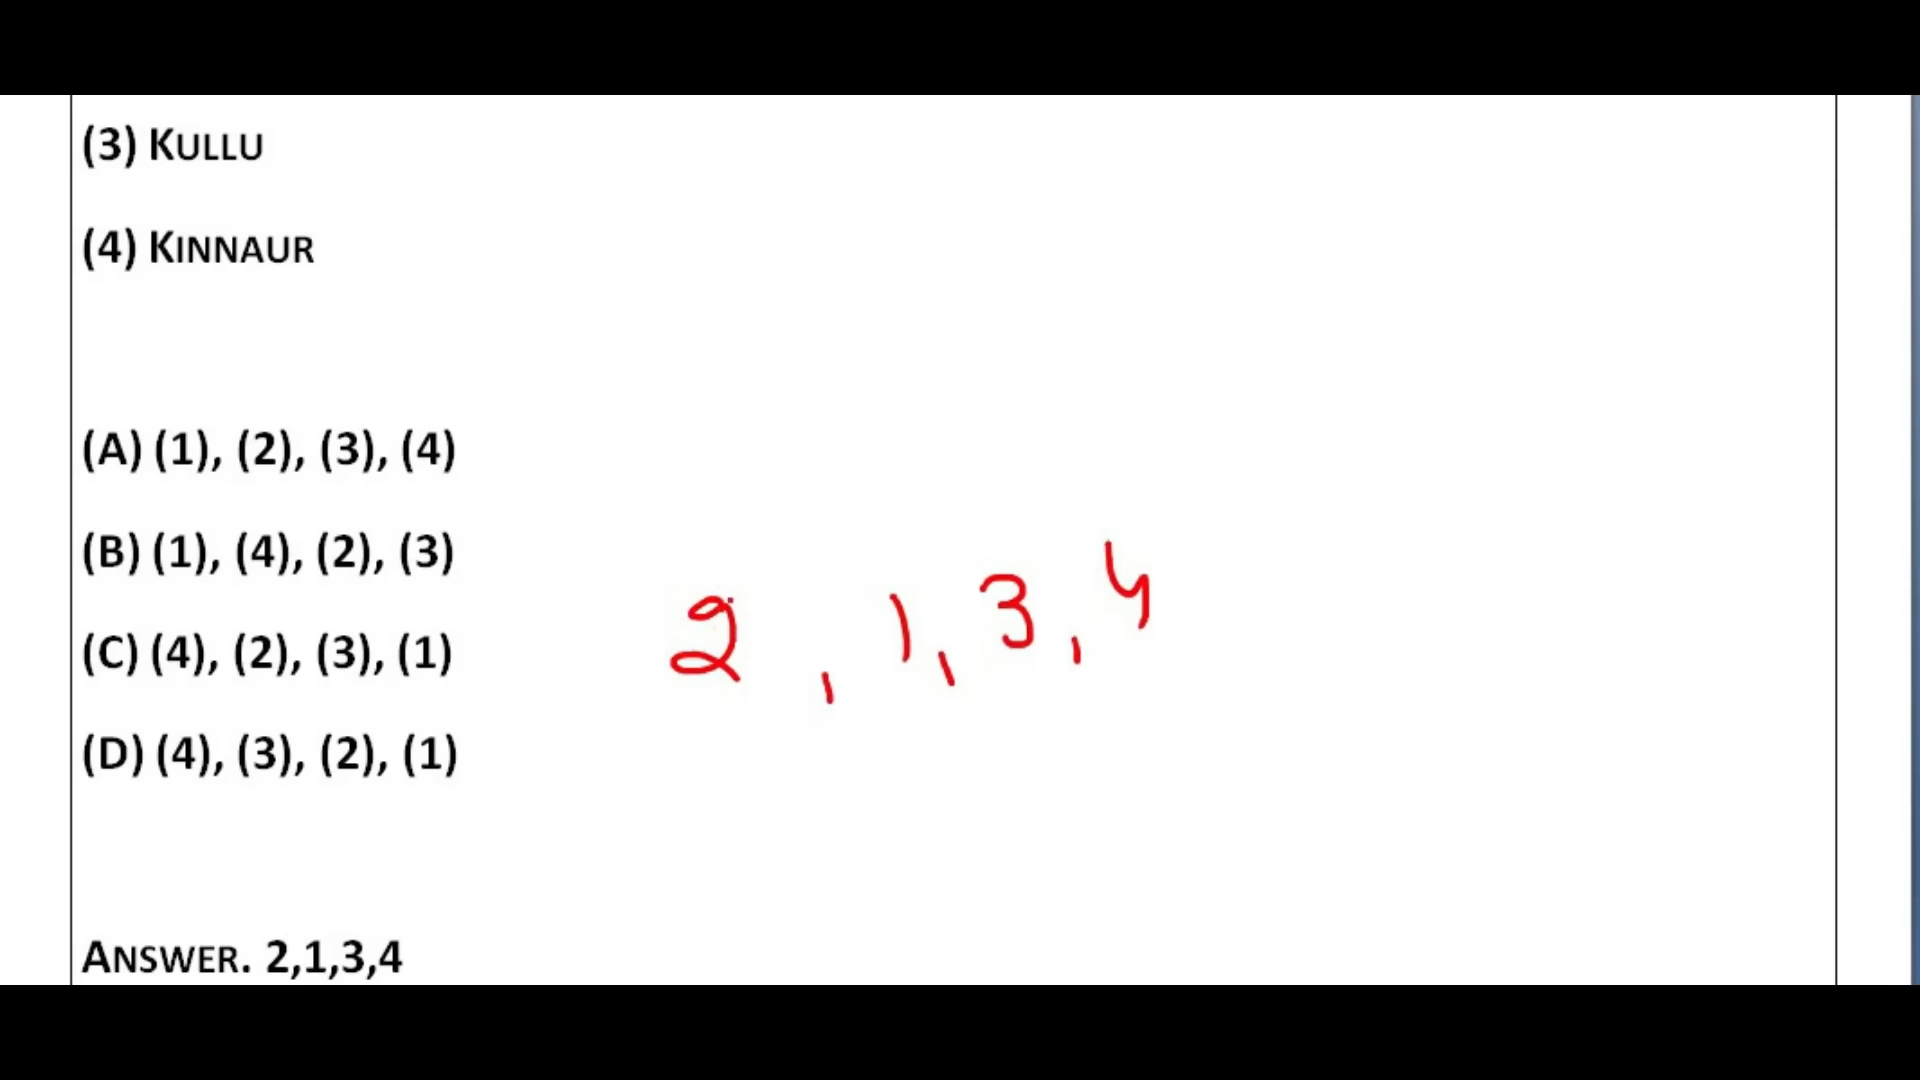 (3) KULLU
(4) KINNAUR
(A) (1), (2), (3), (4)
(B) (1), (4), (2), (3)
(C) (4), (2), (3), (1)
(D) (4), (3), (2), (1)
2, 1, 3, 4
ANSWER. 2,1,3,4